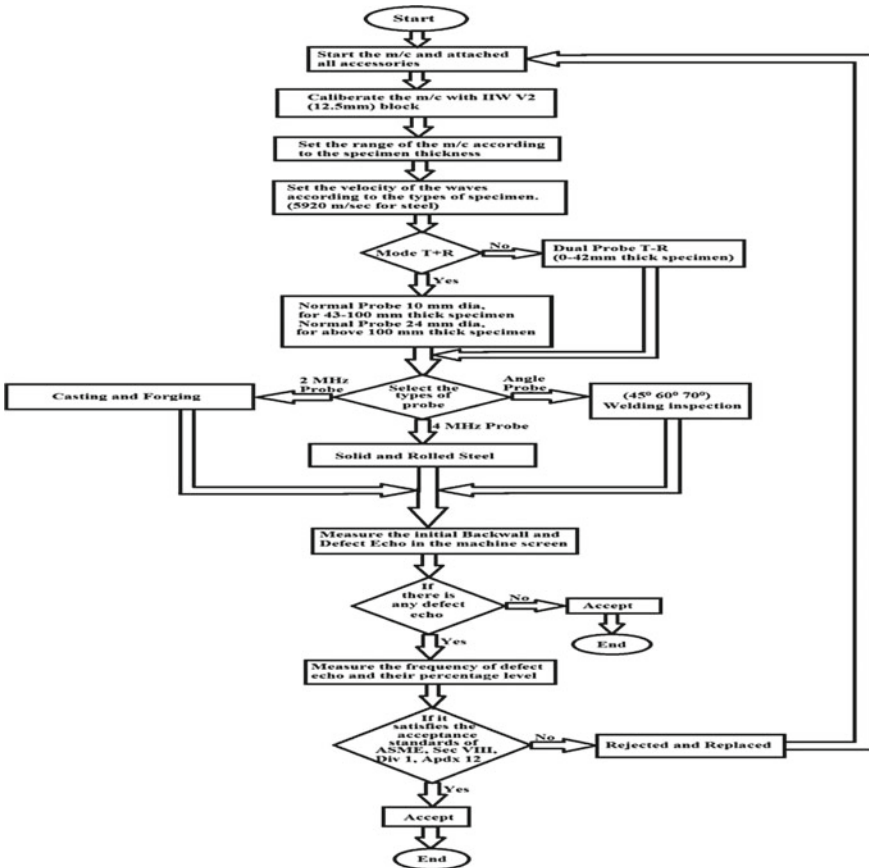 Start
Start the m/c and attached
all accessories
Caliberate the m/c with IIW V2
(12.5mm) block
Set the range of the m/c according
to the specimen thickness
Set the velocity of the waves
according to the types of specimen.
(5920 m/sec for steel)
Mode T+R
No
Dual Probe T-R
(0-42mm thick specimen)
Yes
Normal Probe 10 mm dia,
for 43-100 mm thick specimen
Normal Probe 24 mm dia,
for above 100 mm thick specimen
Select the
types of
probe
2 MHz
Probe
Casting and Forging
Angle
Probe
(45° 60° 70°)
Welding inspection
4 MHz Probe
Solid and Rolled Steel
Measure the initial Backwall and
Defect Echo in the machine screen
If
there is
any defect
echo
No
Accept
End
Yes
Measure the frequency of defect
echo and their percentage level
If it
satisfies the
acceptance
standards of
ASME, Sec VIII,
Div 1, Apdx 12
No
Rejected and Replaced
Yes
Accept
End